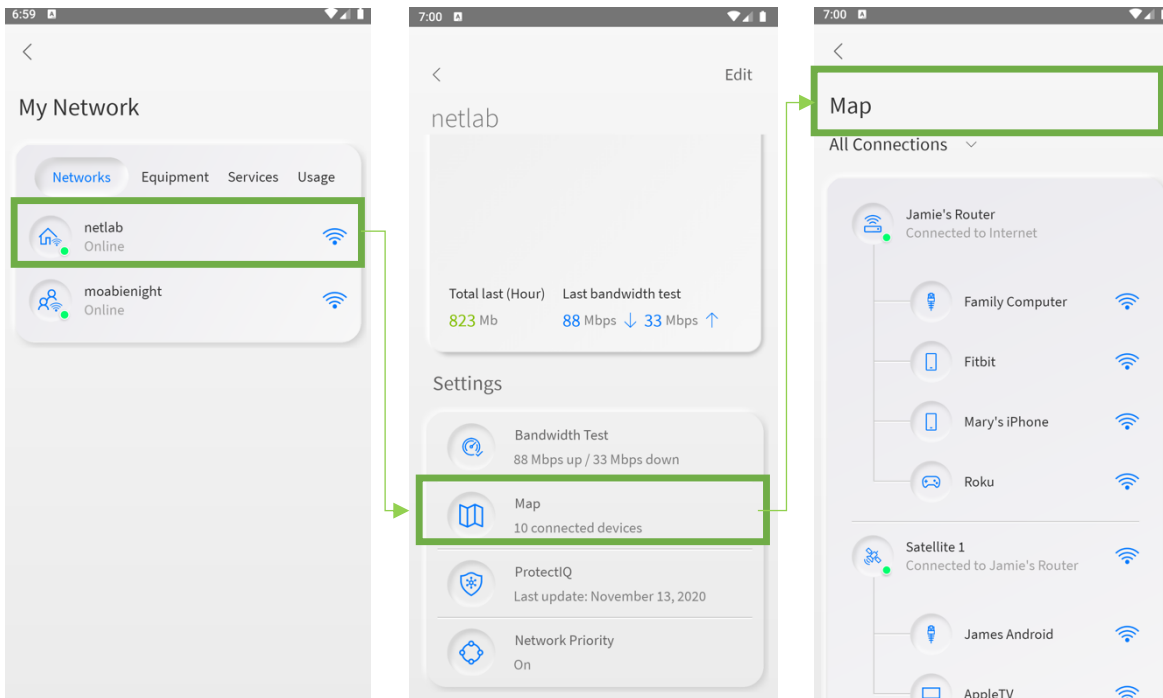 6:59
My Network
Networks Equipment Services Usage
netlab
Online
moabienight
Online
7:00
Edit
netlab
Total last (Hour) Last bandwidth test
823 Mb 88 Mbps ↓ 33 Mbps ↑
Settings
Bandwidth Test
88 Mbps up / 33 Mbps down
Map
10 connected devices
ProtectIQ
Last update: November 13, 2020
Network Priority
On
7:00
Map
All Connections
Jamie's Router
Connected to Internet
Family Computer
Fitbit
Mary's iPhone
Roku
Satellite 1
Connected to Jamie's Router
James Android
AppleTV